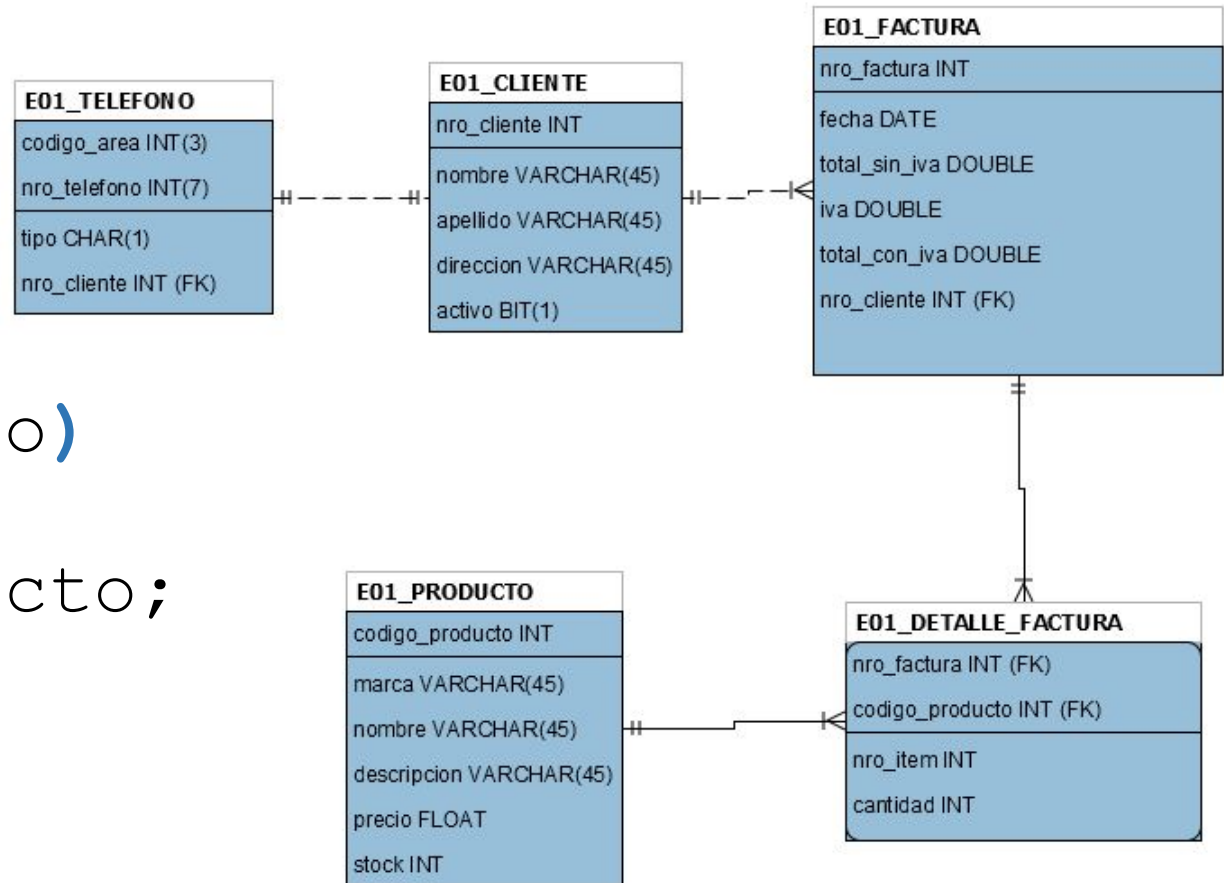 E01_TELEFONO
codigo_area INT(3)
nro_telefono INT(7)
tipo CHAR(1)
nro_cliente INT (FK)
E01_CLIENTE
nro_cliente INT
nombre VARCHAR(45)
apellido VARCHAR(45)
direccion VARCHAR(45)
activo BIT(1)
E01_FACTURA
nro_factura INT
fecha DATE
total_sin_iva DOUBLE
iva DOUBLE
total_con_iva DOUBLE
nro_cliente INT (FK)
o)
cto;
E01_PRODUCTO
codigo_producto INT
marca VARCHAR(45)
nombre VARCHAR(45)
descripcion VARCHAR(45)
precio FLOAT
stock INT
E01_DETALLE_FACTURA
nro_factura INT (FK)
codigo_producto INT (FK)
nro_item INT
cantidad INT